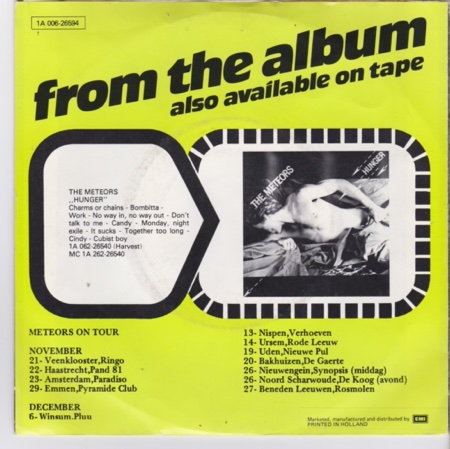 1A 006-26594
from the album
also available on tape
THE METEORS
„HUNGER"
Charms or chains - Bombitta -
Work - No way in, no way out - Don't
talk to me - Candy - Monday, night
exile - It sucks - Together too long -
Cindy - Cubist boy
1A 062-26540 (Harvest)
MC 1A 262-26540
THE METEORS
HUNGER
METEORS ON TOUR
NOVEMBER
21- Veenklooster,Ringo
22- Haastrecht,Pand 81
23- Amsterdam,Paradiso
29- Emmen,Pyramide Club
DECEMBER
6- Winsum.Pluu
13- Nispen,Verhoeven
14- Ursem,Rode Leeuw
19- Uden,Nieuwe Pul
20- Bakhuizen,De Gaerte
26- Nieuwengein,Synopsis (middag)
26- Noord Scharwoude,De Koog (avond)
27- Beneden Leeuwen,Rosmolen
Marketed, manufactured and distributed by EMI
PRINTED IN HOLLAND